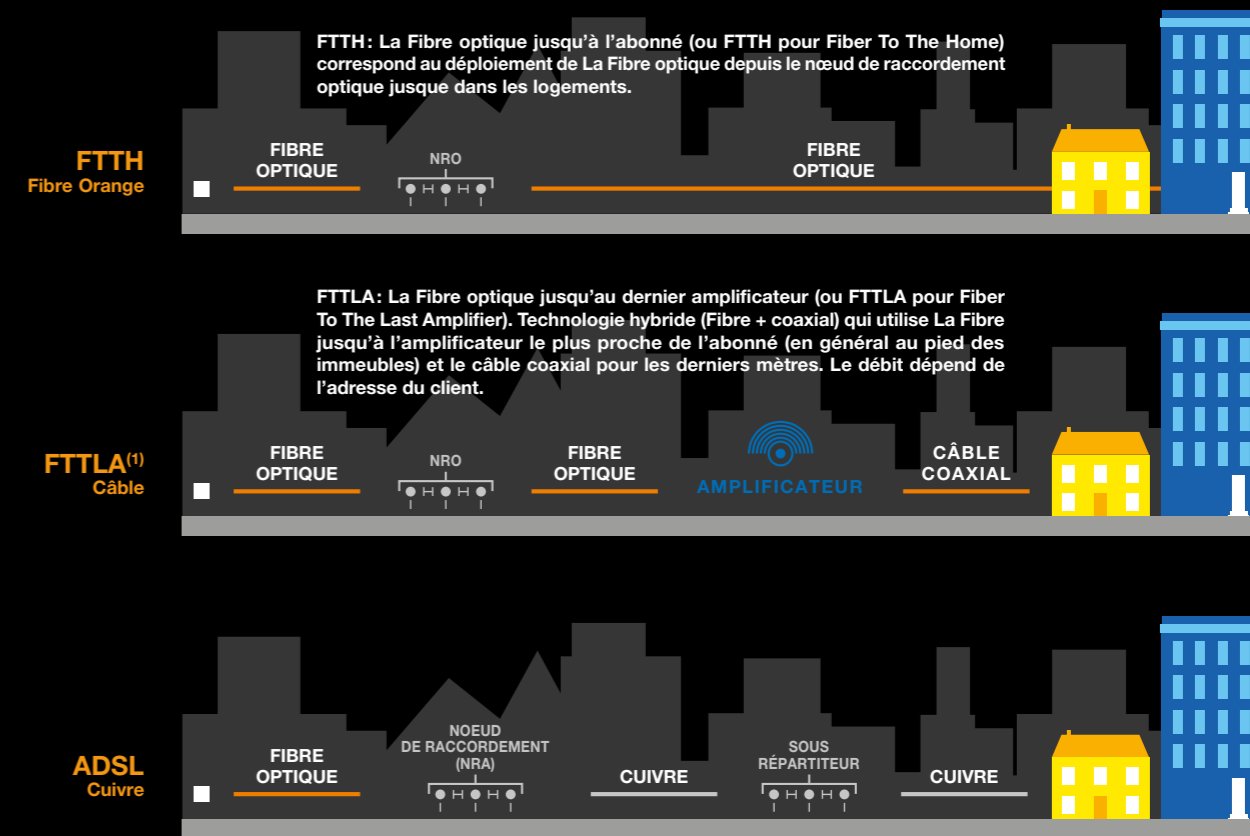 FTTH : La Fibre optique jusqu'à l'abonné (ou FTTH pour Fiber To The Home)
correspond au déploiement de La Fibre optique depuis le nœud de raccordement
optique jusque dans les logements.
FTTH
Fibre Orange
FIBRE
OPTIQUE
NRO
FIBRE
OPTIQUE
FTTLA : La Fibre optique jusqu'au dernier amplificateur (ou FTTLA pour Fiber
To The Last Amplifier). Technologie hybride (Fibre + coaxial) qui utilise La Fibre
jusqu'à l'amplificateur le plus proche de l'abonné (en général au pied des
immeubles) et le câble coaxial pour les derniers mètres. Le débit dépend de
l'adresse du client.
FTTLA(1)
Câble
FIBRE
OPTIQUE
NRO
FIBRE
OPTIQUE
AMPLIFICATEUR
CÂBLE
COAXIAL
ADSL
Cuivre
FIBRE
OPTIQUE
NOEUD
DE RACCORDEMENT
(NRA)
CUIVRE
SOUS
RÉPARTITEUR
CUIVRE